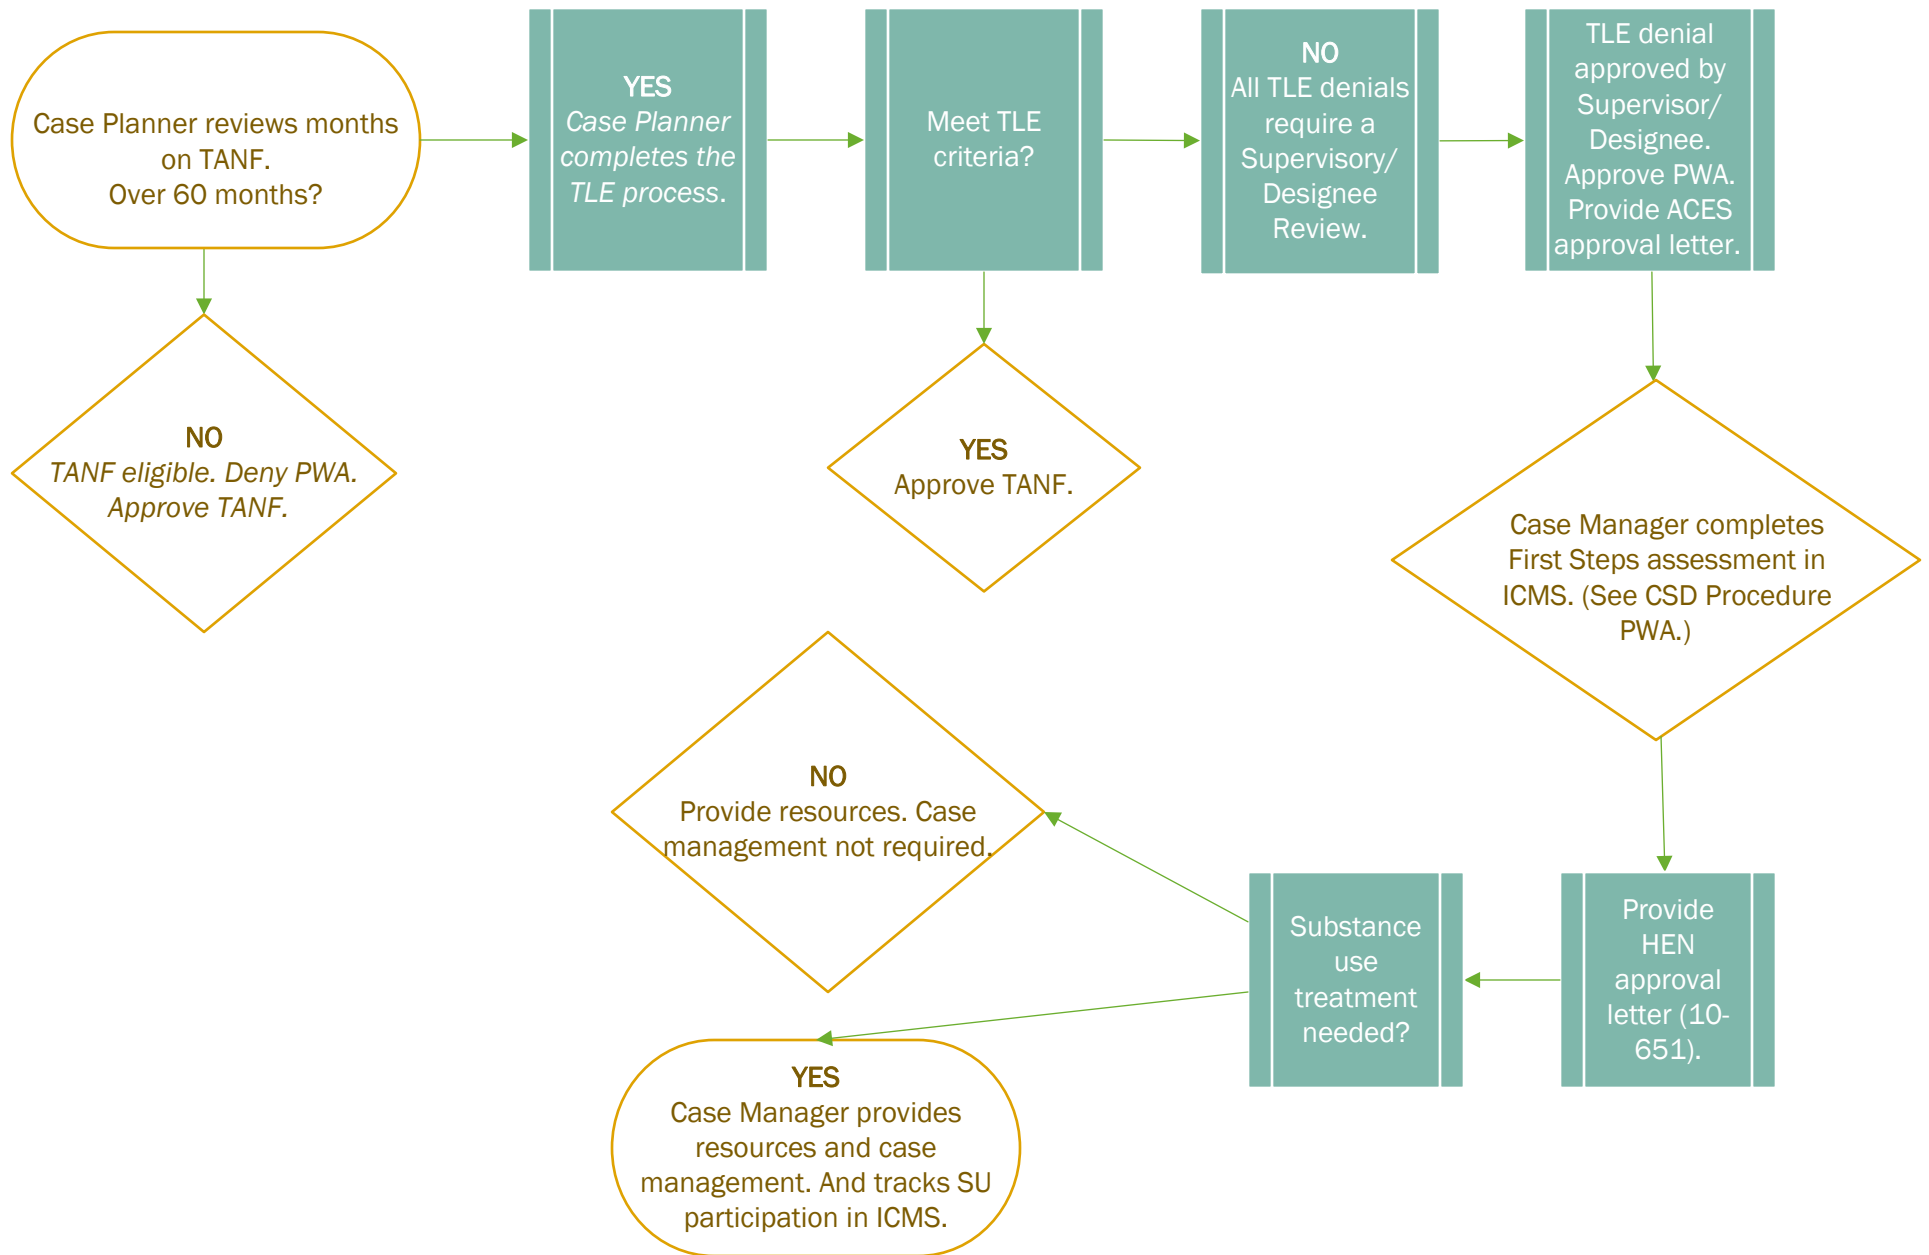 Case Planner reviews months
on TANF.
Over 60 months?
YES
Case Planner
completes the
TLE process.
Meet TLE
criteria?
NO
All TLE denials
require a
Supervisory/
Designee
Review.
TLE denial
approved by
Supervisor/
Designee.
Approve PWA.
Provide ACES
approval letter.
NO
TANF eligible. Deny PWA.
Approve TANF.
YES
Approve TANF.
Case Manager completes
First Steps assessment in
ICMS. (See CSD Procedure
PWA.)
NO
Provide resources. Case
management not required.
Substance
use
treatment
needed?
Provide
HEN
approval
letter (10-
651).
YES
Case Manager provides
resources and case
management. And tracks SU
participation in ICMS.